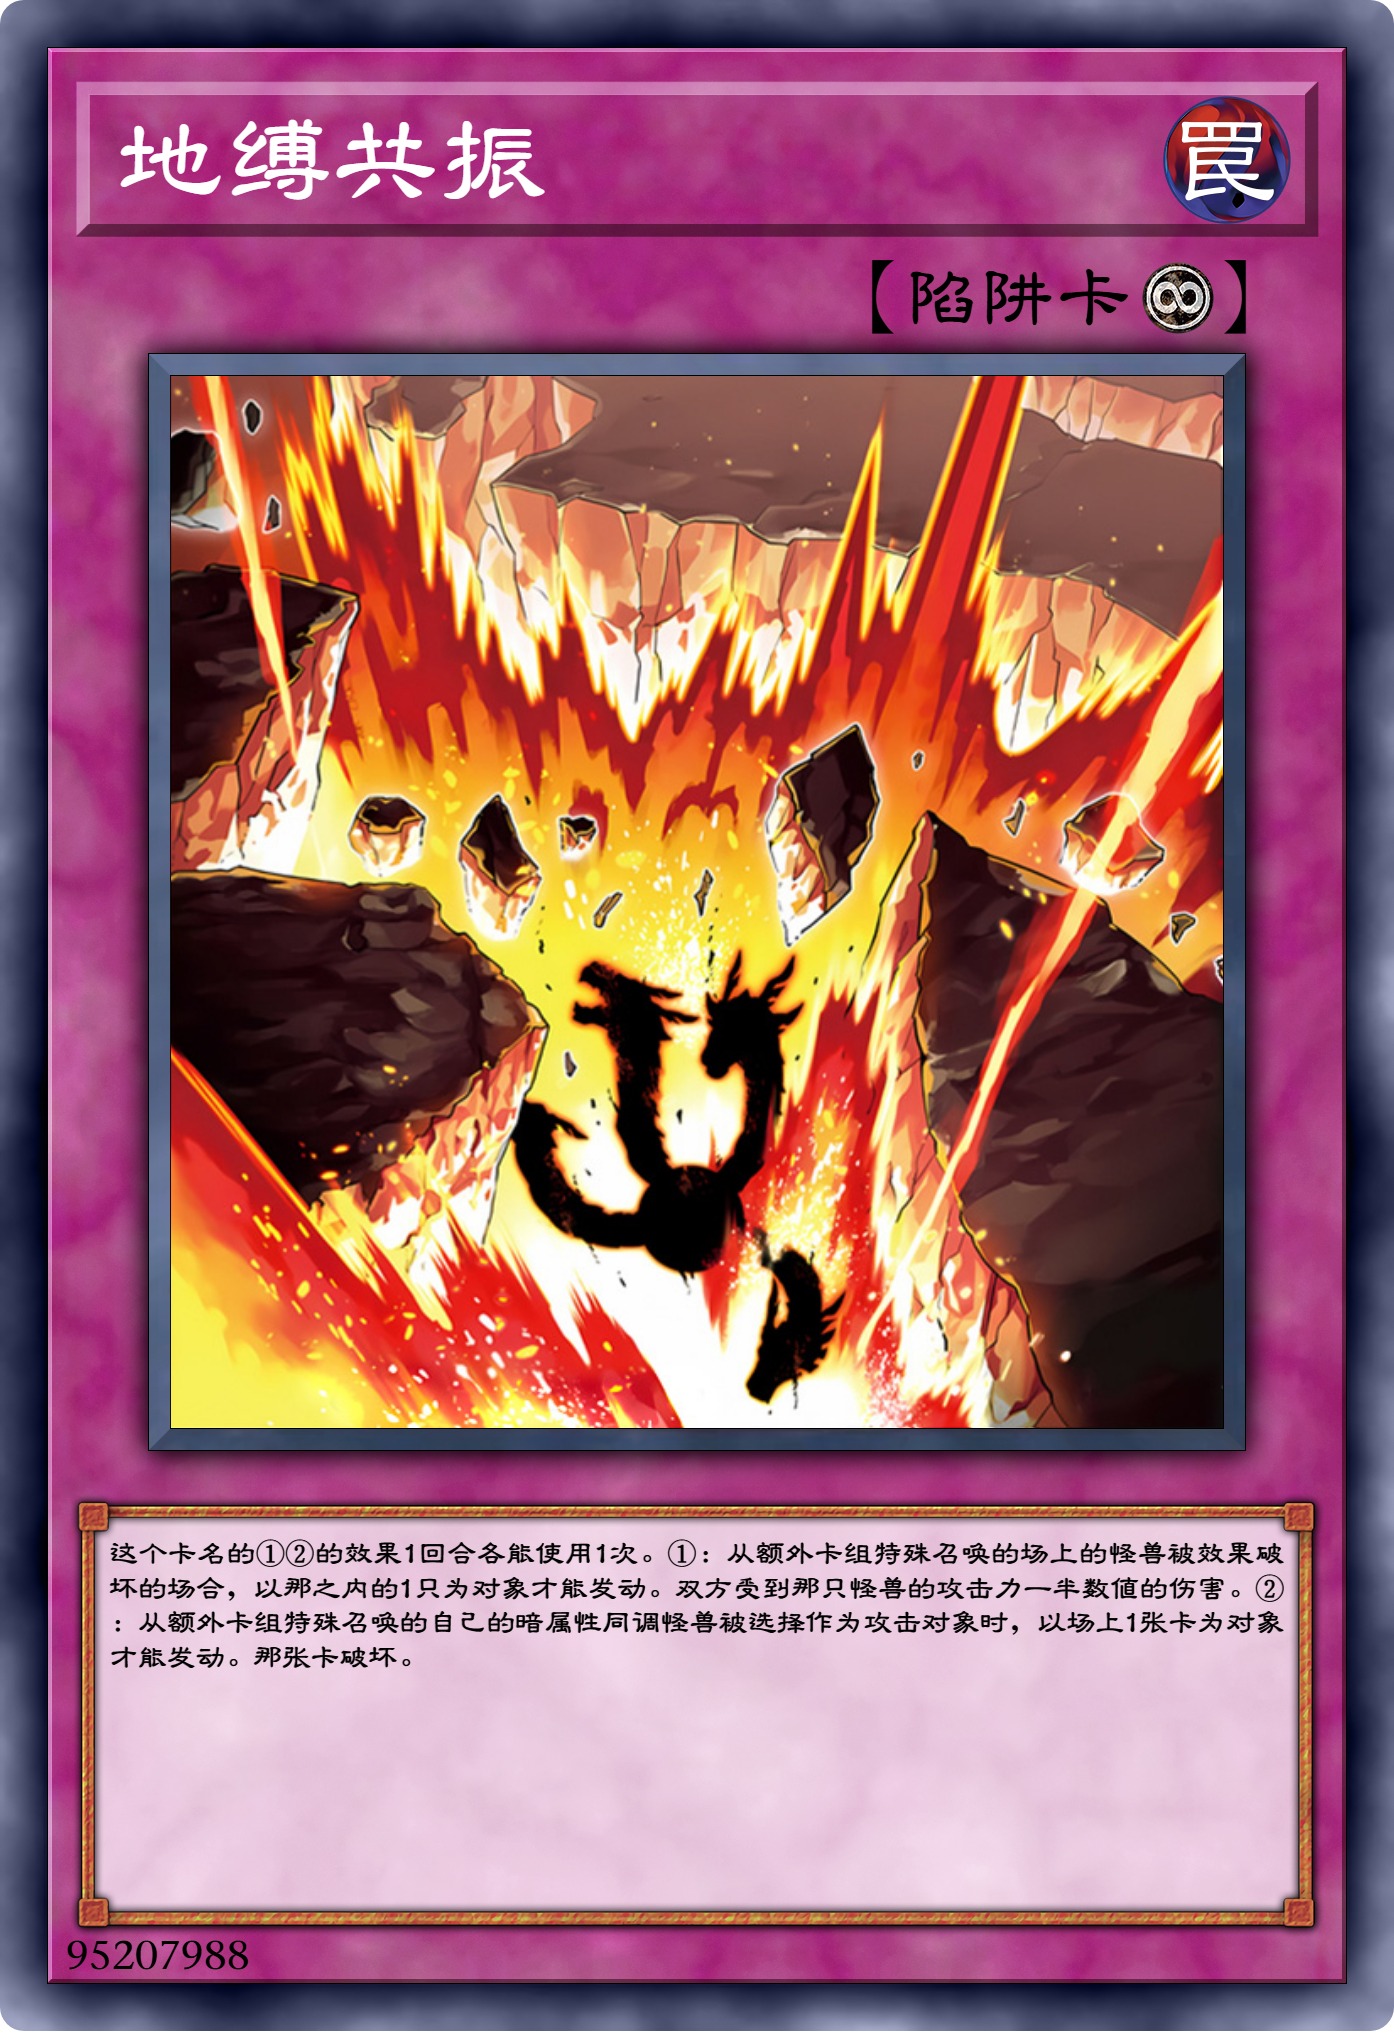 地缚共振
罠
【陷阱卡】
这个卡名的①②的效果1回合各能使用1次。①：从额外卡组特殊召唤的场上的怪兽被效果破
坏的场合，以那之内的1只为对象才能发动。双方受到那只怪兽的攻击力一半数值的伤害。②
：从额外卡组特殊召唤的自己的暗属性同调怪兽被选择作为攻击对象时，以场上1张卡为对象
才能发动。那张卡破坏。
95207988